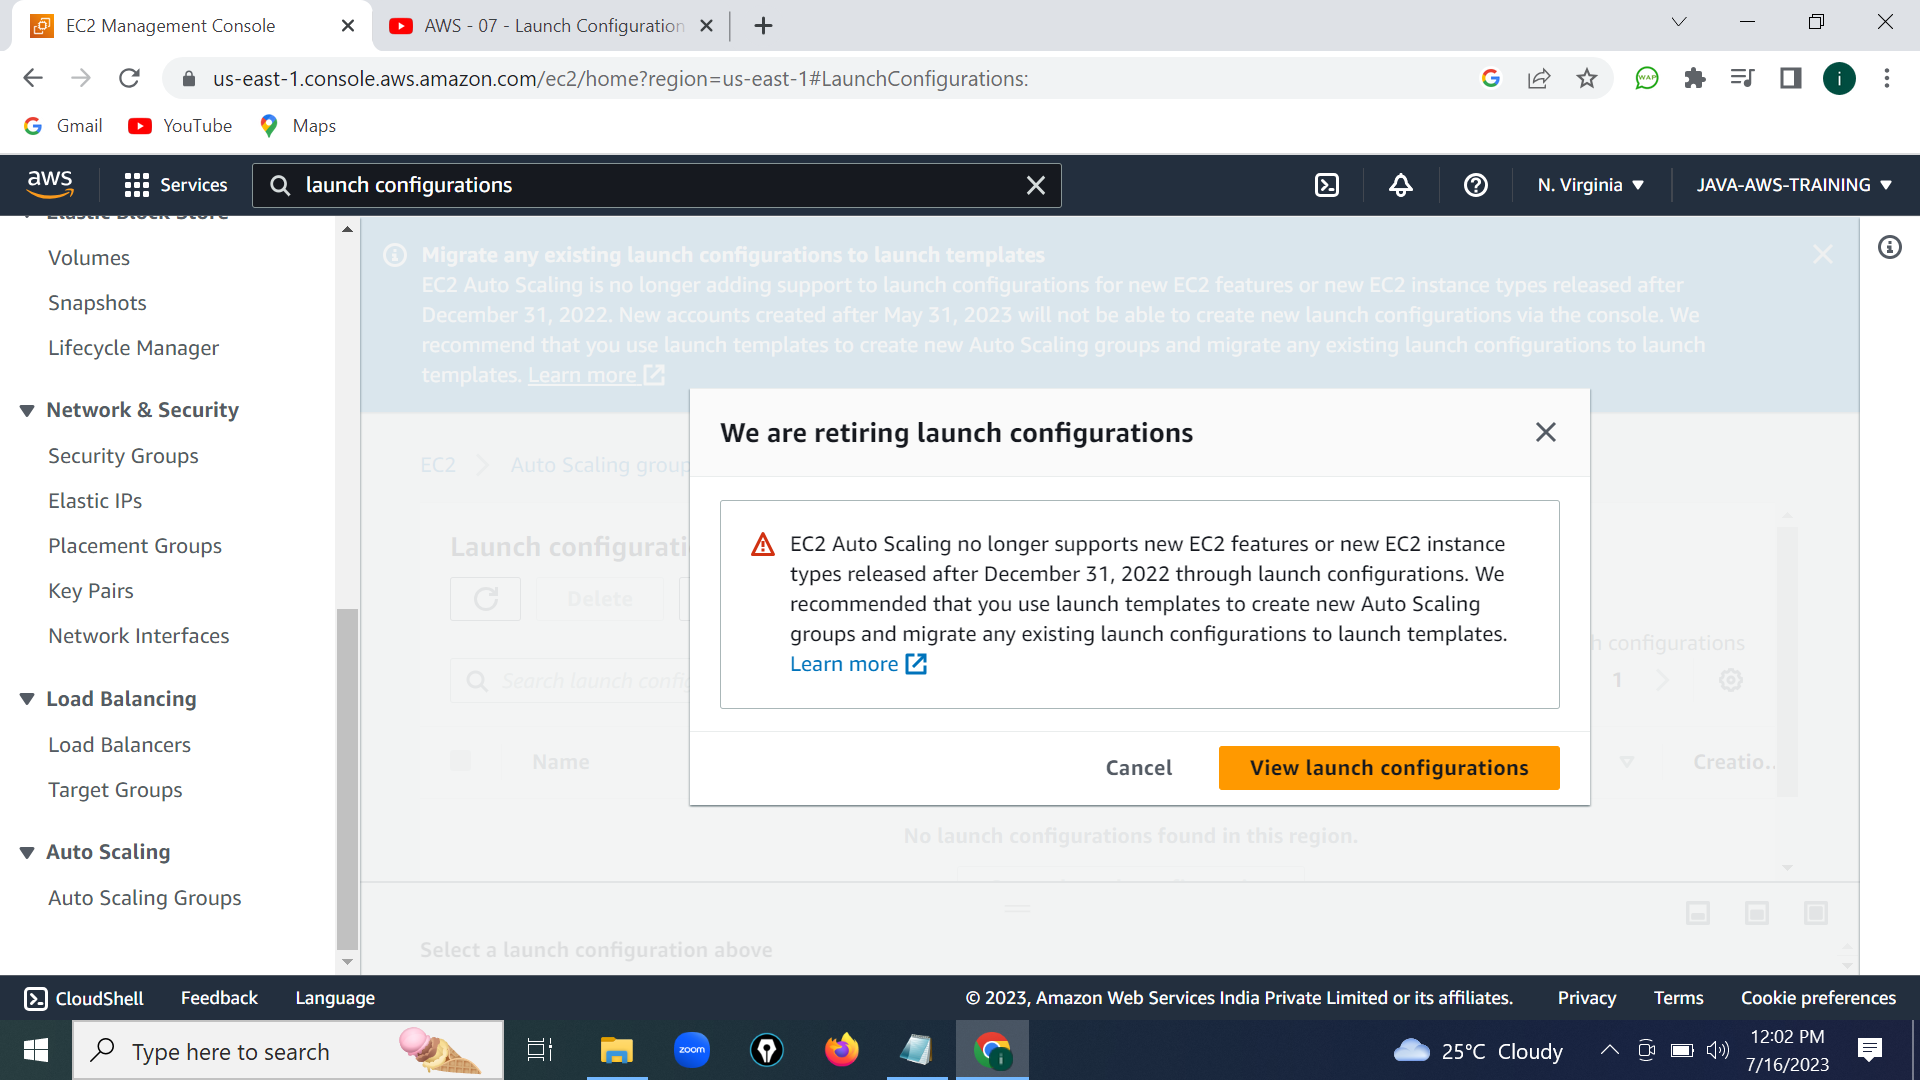 EC2 Management Console
AWS - 07 - Launch Configuration
us-east-1.console.aws.amazon.com/ec2/home?region=us-east-1#LaunchConfigurations:
WAP
i
Gmail
YouTube
Maps
aws
Services
launch configurations
N. Virginia
JAVA-AWS-TRAINING
Elastic Block Store
Volumes
Snapshots
Lifecycle Manager
Network & Security
Security Groups
Elastic IPs
Placement Groups
Key Pairs
Network Interfaces
Load Balancing
Load Balancers
Target Groups
Auto Scaling
Auto Scaling Groups
Migrate any existing launch configurations to launch templates
EC2 Auto Scaling is no longer adding support to launch configurations for new EC2 features or new EC2 instance types released after
December 31, 2022. New accounts created after May 31, 2023 will not be able to create new launch configurations via the console. We
recommend that you use launch templates to create new Auto Scaling groups and migrate any existing launch configurations to launch
templates. Learn more
EC2
Auto Scaling group
Launch configurati
Delete
Search launch config
h configurations
1
Name
Creatio...
No launch configurations found in this region.
Select a launch configuration above
We are retiring launch configurations
EC2 Auto Scaling no longer supports new EC2 features or new EC2 instance
types released after December 31, 2022 through launch configurations. We
recommended that you use launch templates to create new Auto Scaling
groups and migrate any existing launch configurations to launch templates.
Learn more
Cancel
View launch configurations
CloudShell
Feedback
Language
© 2023, Amazon Web Services India Private Limited or its affiliates.
Privacy
Terms
Cookie preferences
Type here to search
zoom
i
25°C Cloudy
12:02 PM
7/16/2023